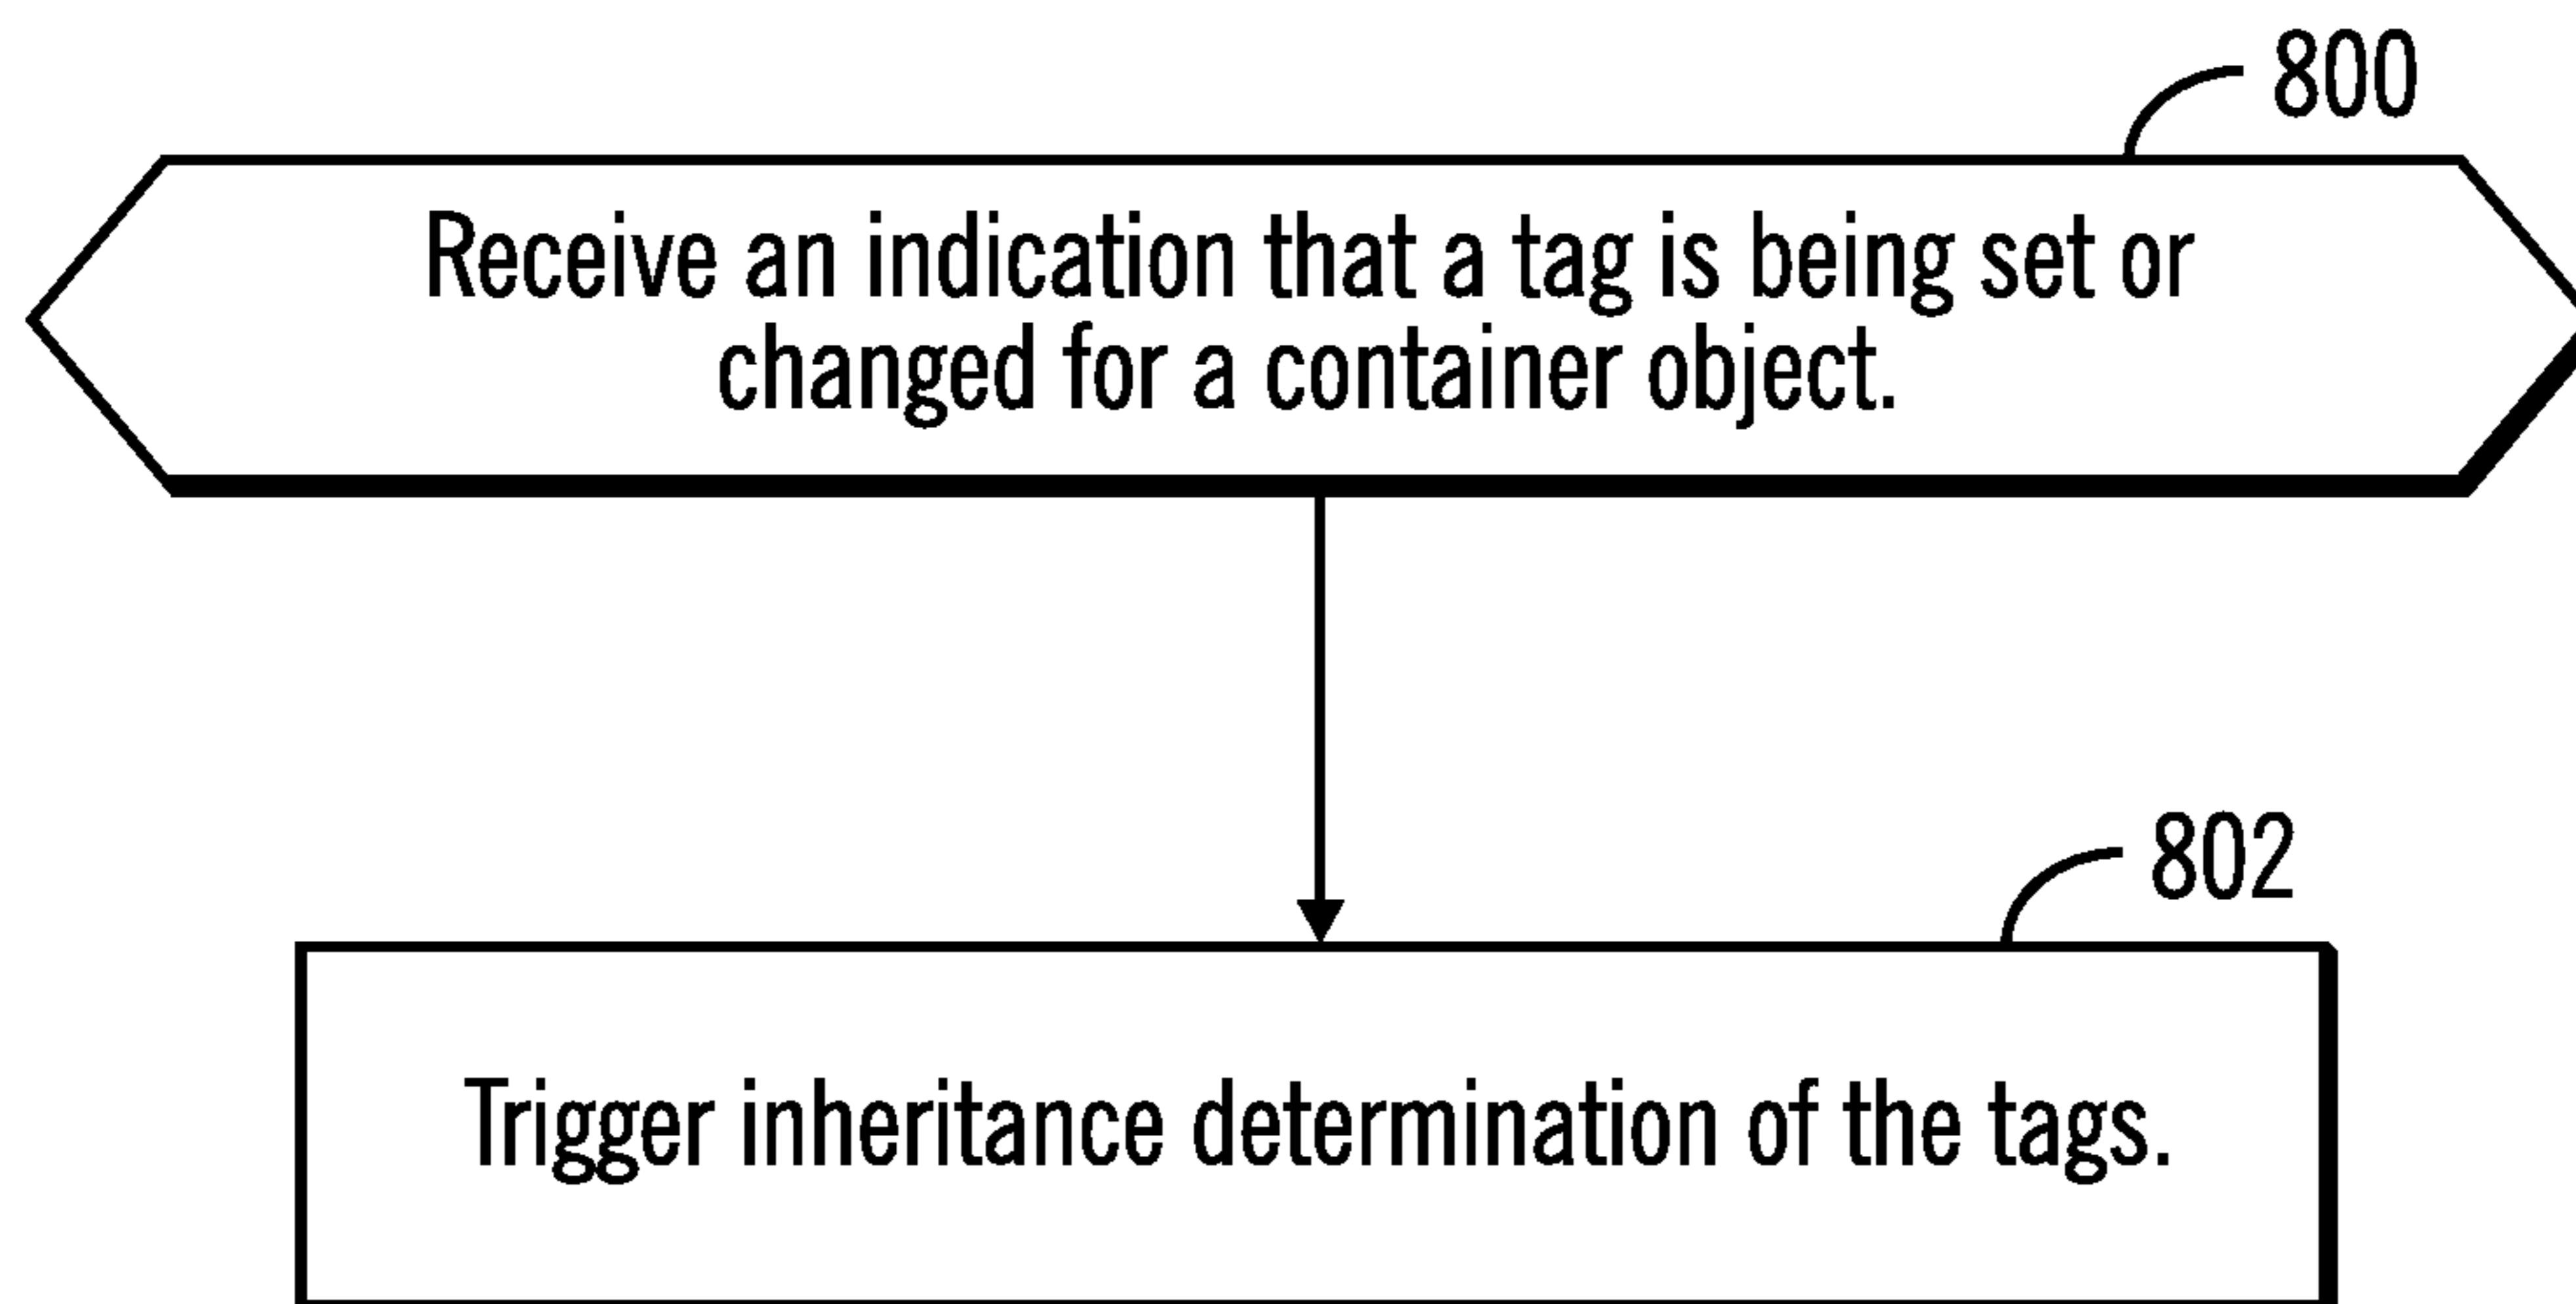 800
Receive an indication that a tag is being set or
changed for a container object.
802
Trigger inheritance determination of the tags.